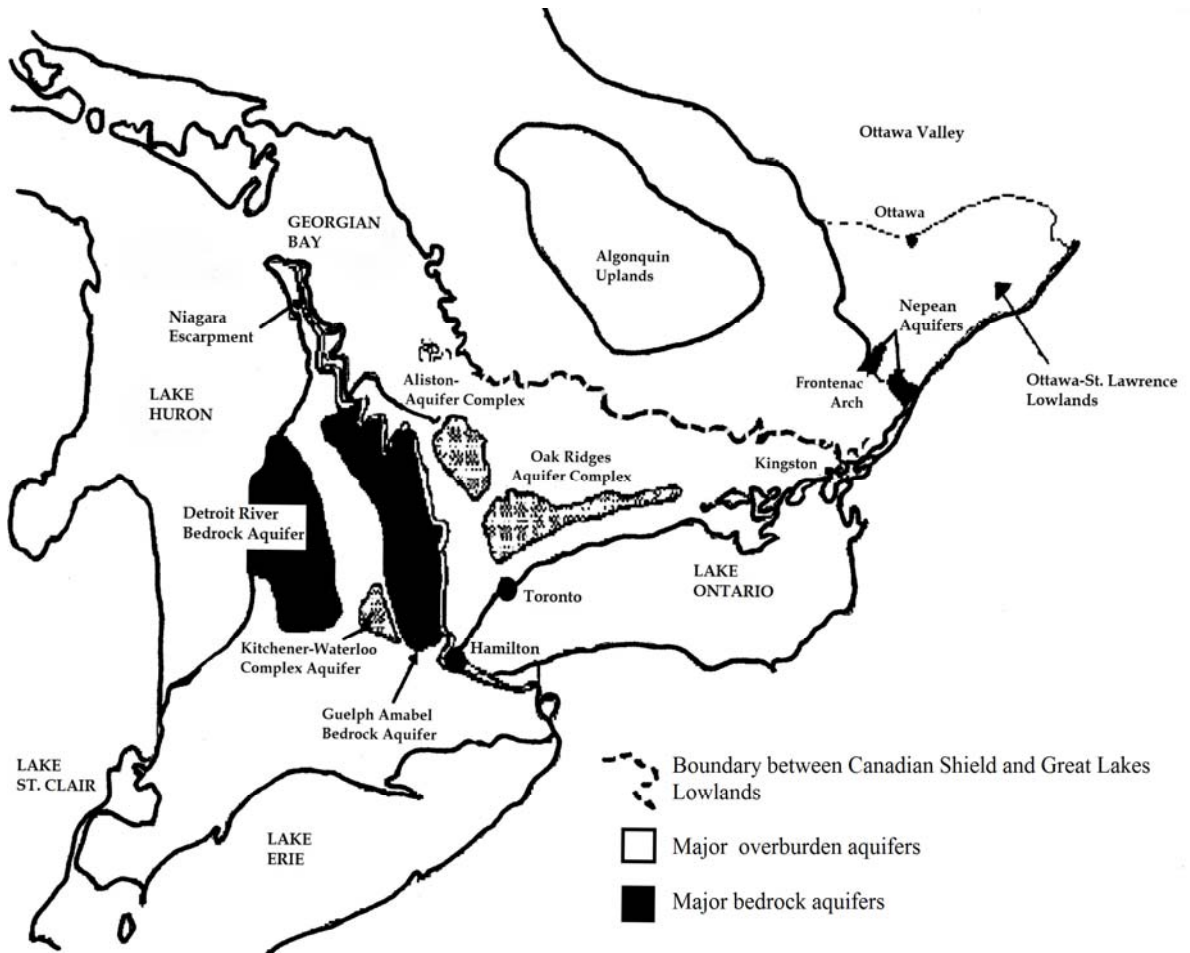 Ottawa Valley
Ottawa
GEORGIAN
BAY
Algonquin
Uplands
Niagara
Escarpment
Nepean
Aquifers
LAKE
HURON
Aliston-
Aquifer Complex
Frontenac
Arch
Ottawa-St. Lawrence
Lowlands
Oak Ridges
Aquifer Complex
Kingston
Detroit River
Bedrock Aquifer
LAKE
ONTARIO
Toronto
Kitchener-Waterloo
Complex Aquifer
Hamilton
Guelph Amabel
Bedrock Aquifer
LAKE
ST. CLAIR
LAKE
ERIE
Boundary between Canadian Shield and Great Lakes
Lowlands
Major overburden aquifers
Major bedrock aquifers